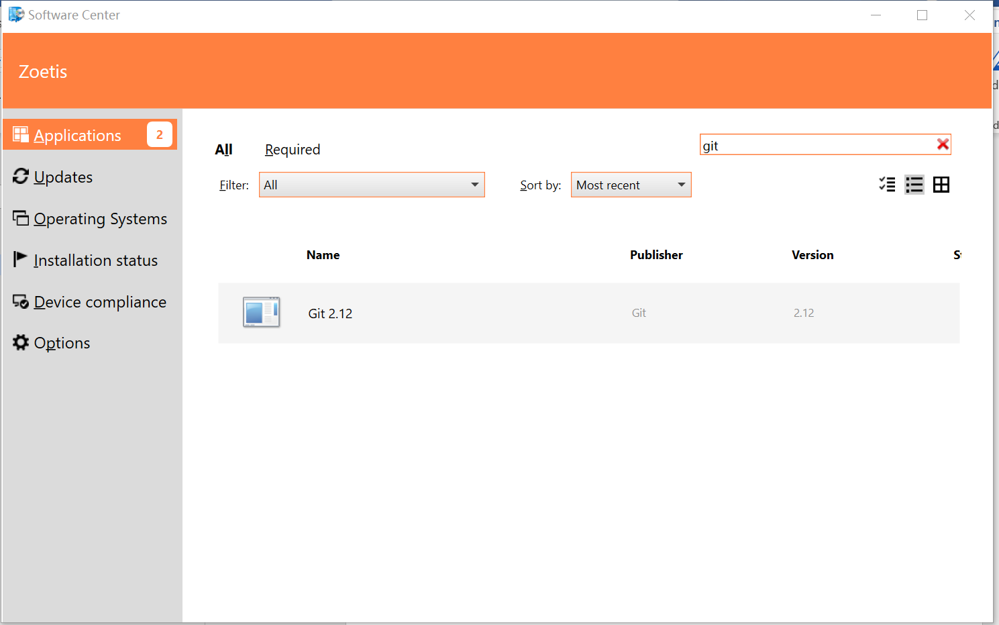 Software Center
Zoetis
Applications 2
Updates
Operating Systems
Installation status
Device compliance
Options
All Required
git
Filter: All Sort by: Most recent
Name Publisher Version
Git 2.12 Git 2.12